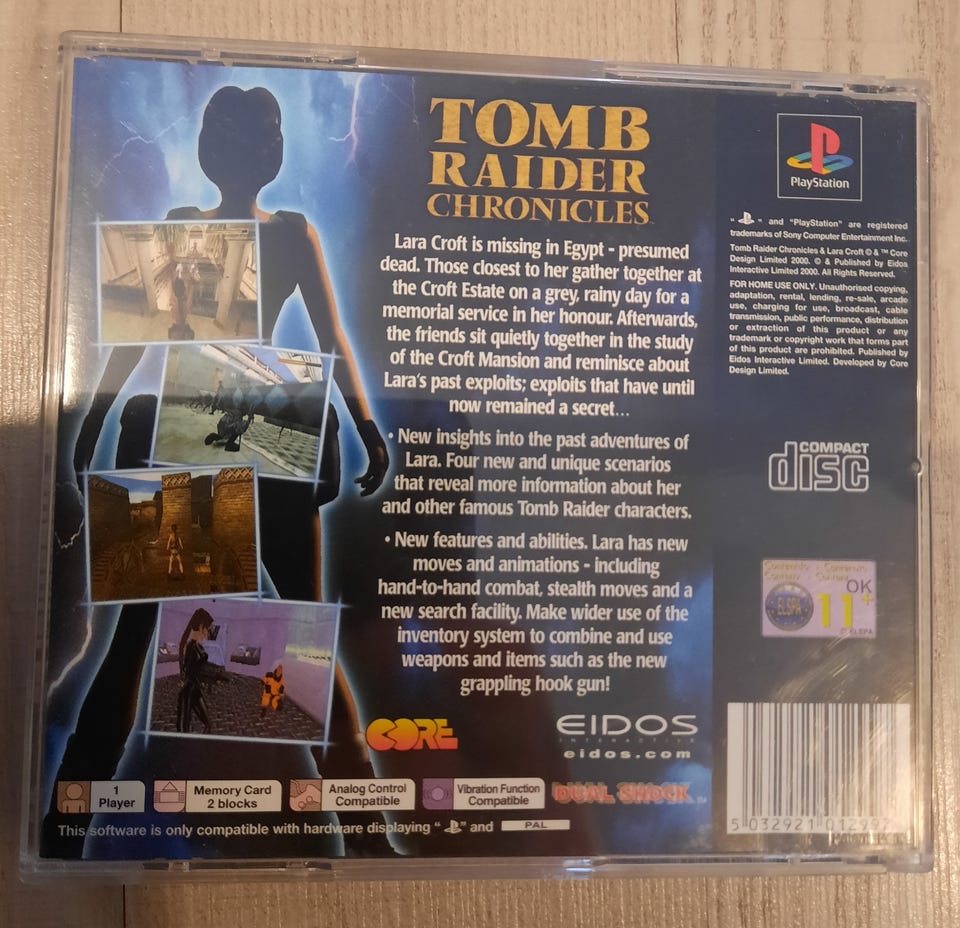 TOMB
RAIDER
CHRONICLES
Lara Croft is missing in Egypt - presumed
dead. Those closest to her gather together at
the Croft Estate on a grey, rainy day for a
memorial service in her honour. Afterwards,
the friends sit quietly together in the study
of the Croft Mansion and reminisce about
Lara's past exploits; exploits that have until
now remained a secret...
• New insights into the past adventures of
Lara. Four new and unique scenarios
that reveal more information about her
and other famous Tomb Raider characters.
• New features and abilities. Lara has new
moves and animations - including
hand-to-hand combat, stealth moves and a
new search facility. Make wider use of the
inventory system to combine and use
weapons and items such as the new
grappling hook gun!
CORE
EIDOS
INTERACTIVE
eidos.com
PlayStation
" " and "PlayStation" are registered
trademarks of Sony Computer Entertainment Inc.
Tomb Raider Chronicles & Lara Croft © & ™ Core
Design Limited 2000. © & Published by Eidos
Interactive Limited 2000. All Rights Reserved.
FOR HOME USE ONLY. Unauthorised copying,
adaptation, rental, lending, re-sale, arcade
use, charging for use, broadcast, cable
transmission, public performance, distribution
or extraction of this product or any
trademark or copyright work that forms part
of this product are prohibited. Published by
Eidos Interactive Limited. Developed by Core
Design Limited.
COMPACT
disc
OK
ELSPA
11+
© ELSPA
1
Player
Memory Card
2 blocks
Analog Control
Compatible
Vibration Function
Compatible
DUAL SHOCK™
This software is only compatible with hardware displaying " " and PAL
5 032921 01299